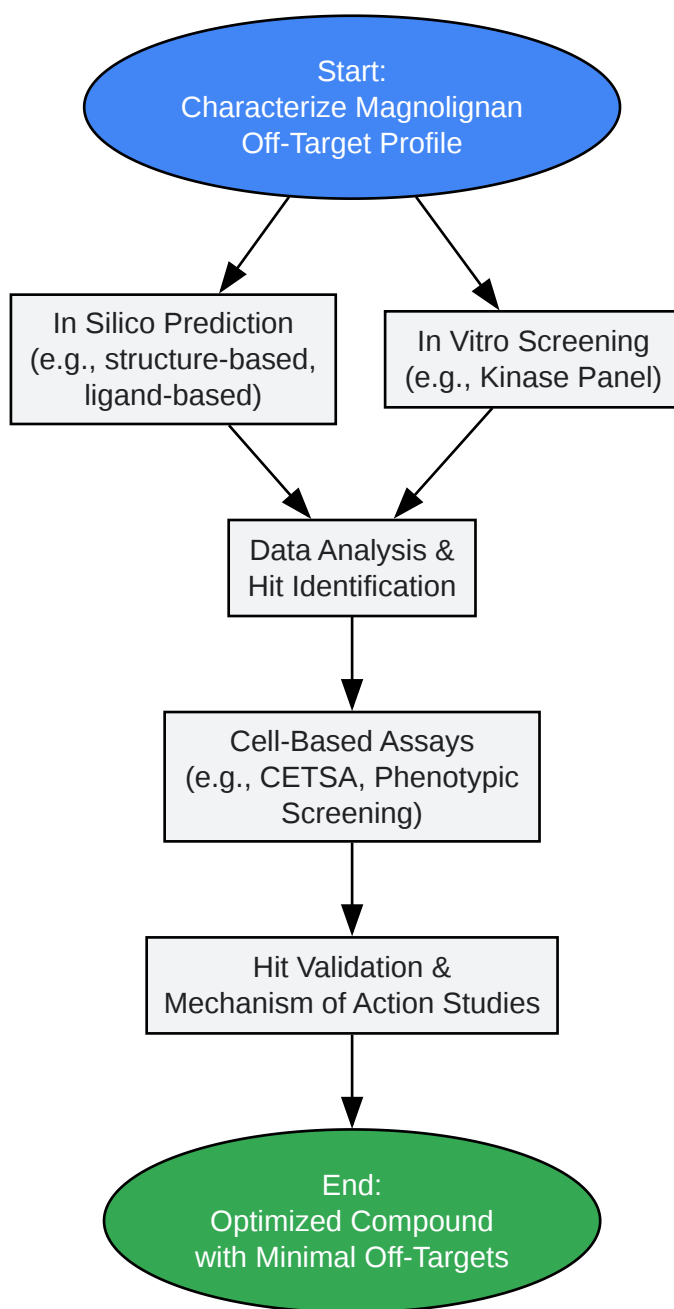 Start:
Characterize Magnolignan
Off-Target Profile
In Silico Prediction
(e.g., structure-based,
ligand-based)
In Vitro Screening
(e.g., Kinase Panel)
Data Analysis &
Hit Identification
Cell-Based Assays
(e.g., CETSA, Phenotypic
Screening)
Hit Validation &
Mechanism of Action Studies
End:
Optimized Compound
with Minimal Off-Targets